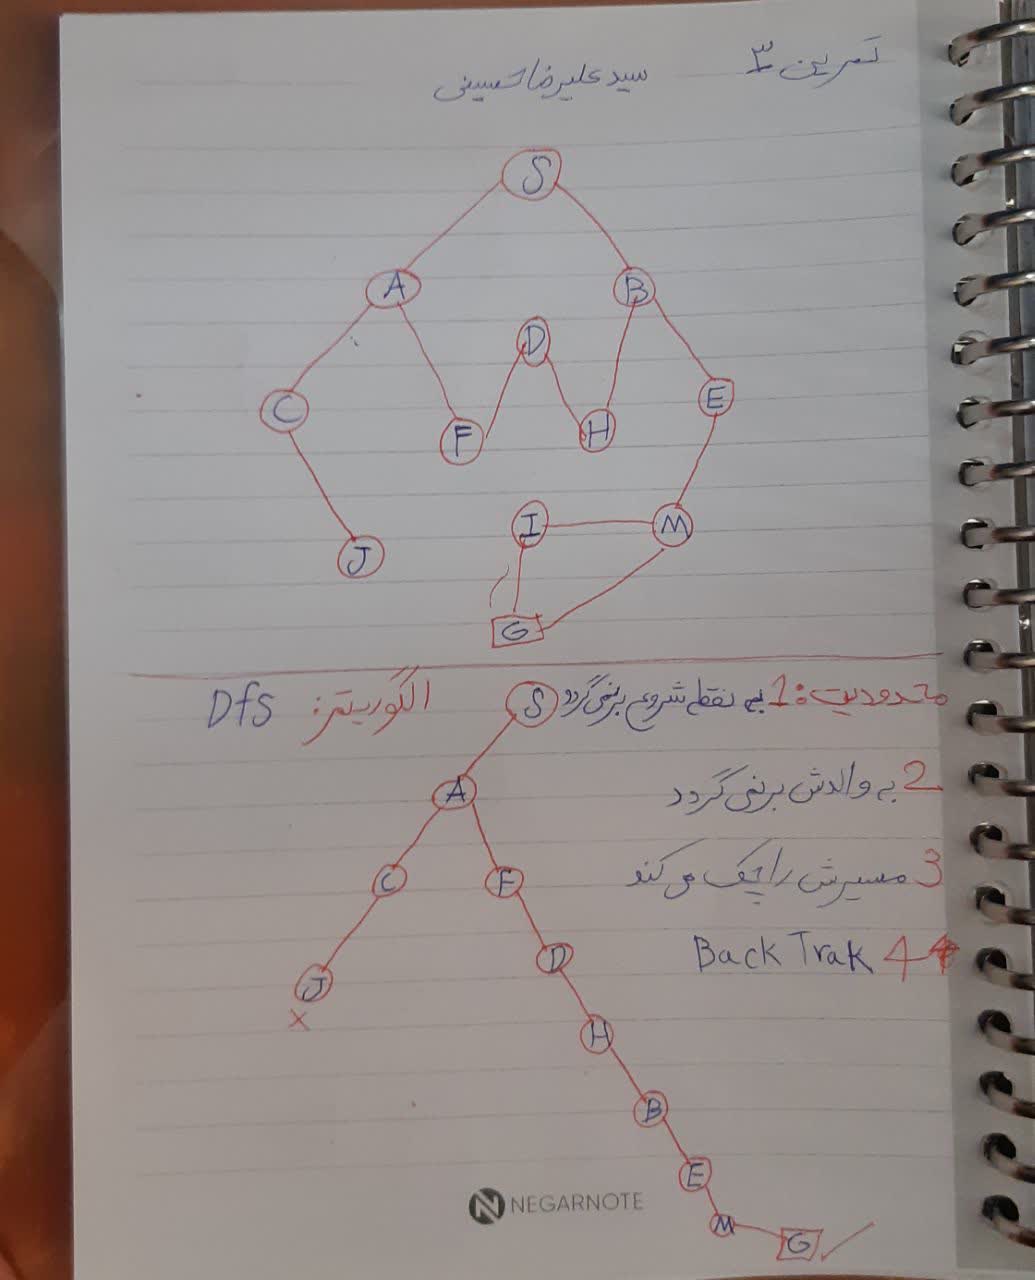 تمرین ۳ سید علیرضا حسینی
S
A B
D
C F H E
I M
J
G
محدودیت: 1 به نقطه شروع برنمی‌گردد S الگوریتم: Dfs
2 به والدش برنمی‌گردد
A
3 مسیرش را چک می‌کند
C F
4 Back Trak
D
J
×
H
B
E
NEGARNOTE
M
G